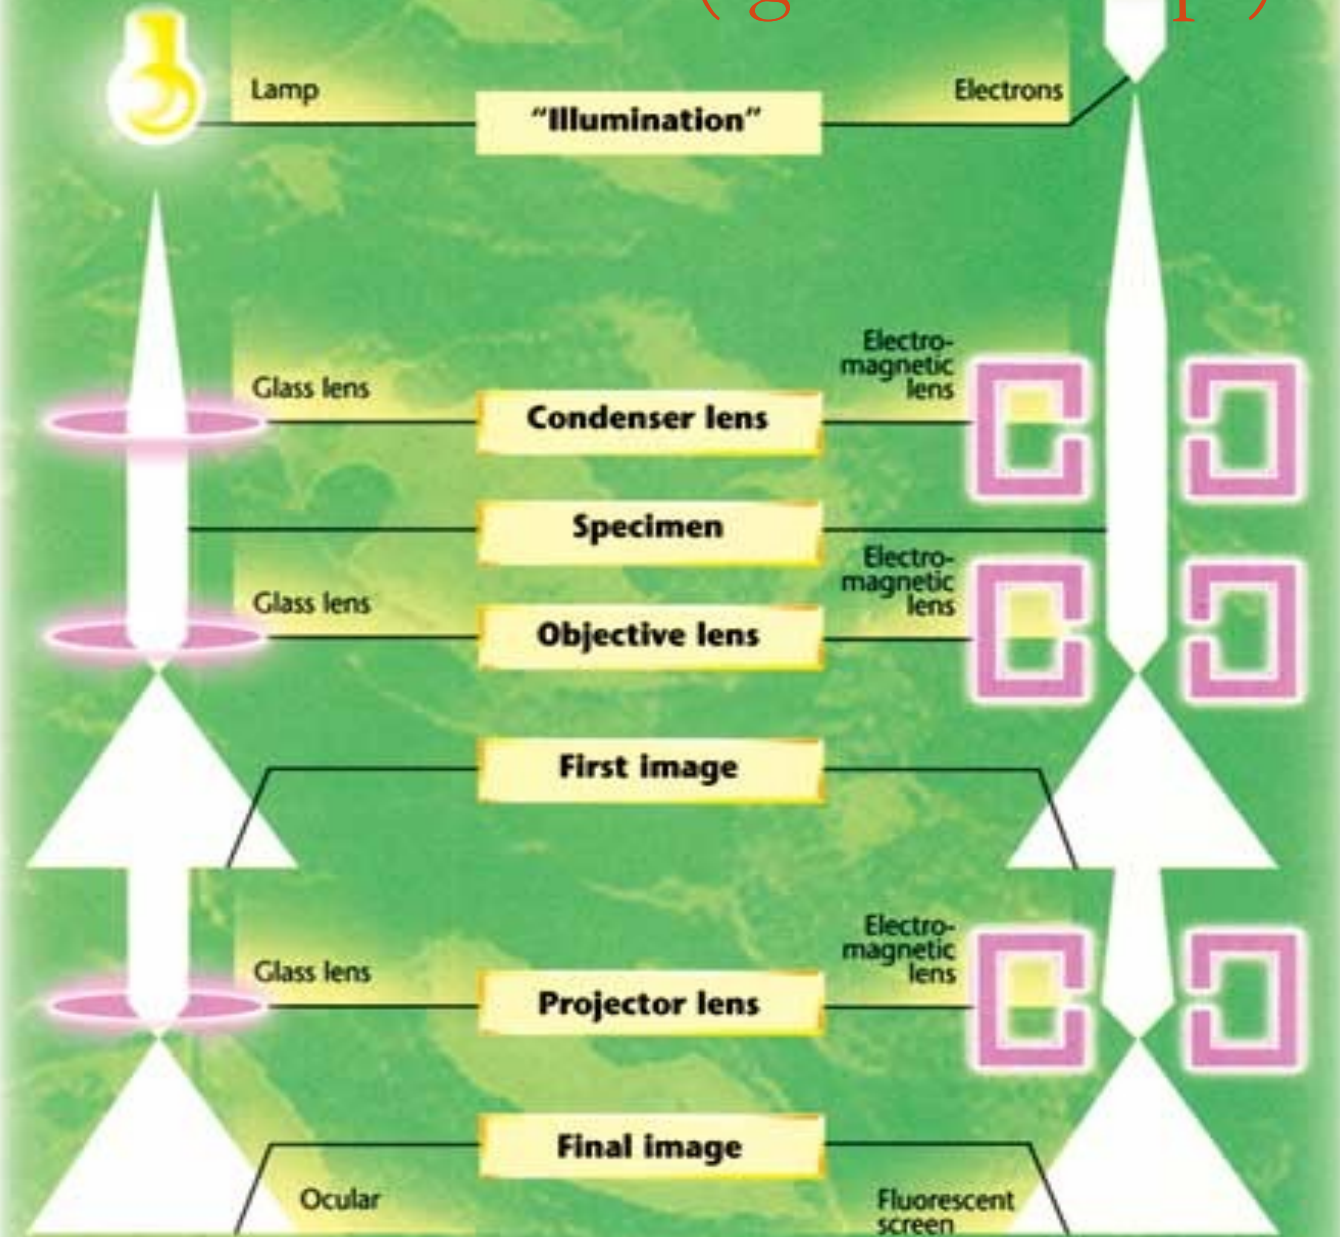 Lamp
“Illumination”
Electrons
Glass lens
Condenser lens
Electro-
magnetic
lens
Specimen
Glass lens
Objective lens
Electro-
magnetic
lens
First image
Glass lens
Projector lens
Electro-
magnetic
lens
Final image
Ocular
Fluorescent
screen